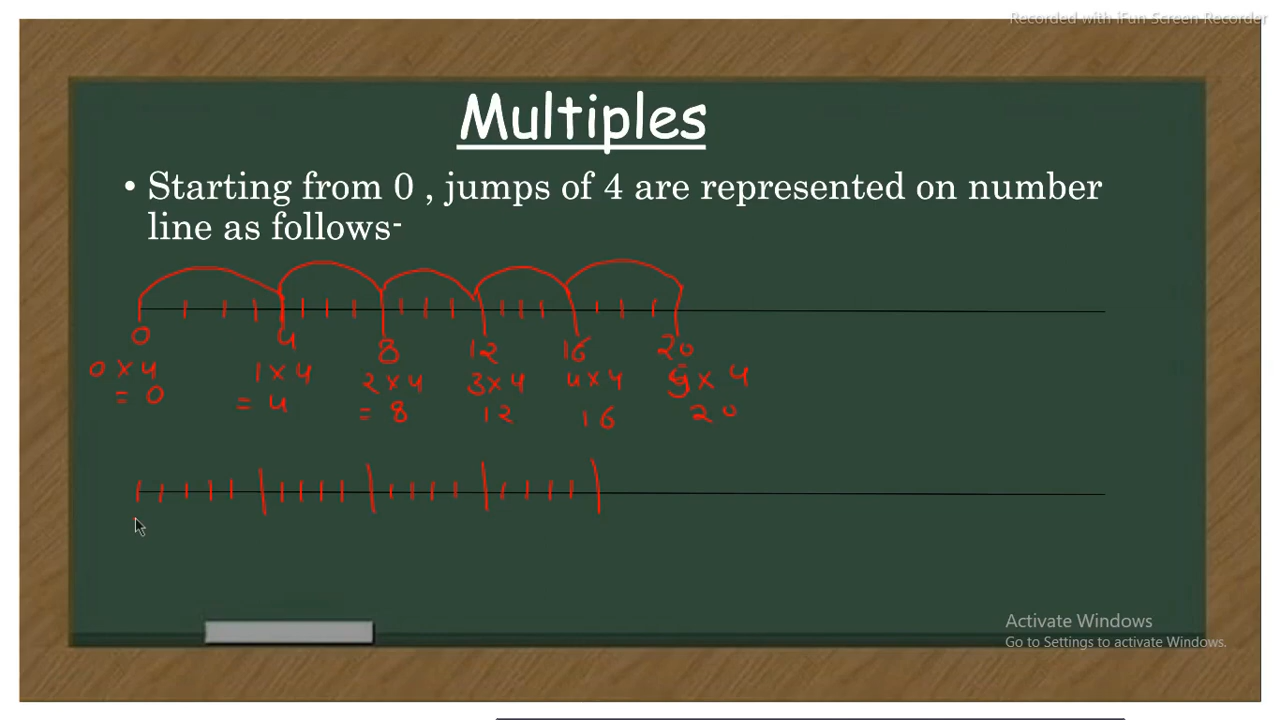 Recorded with iFun Screen Recorder
Multiples
• Starting from 0 , jumps of 4 are represented on number
line as follows-
0 4 8 12 16 20
0 x 4 1 x 4 2 x 4 3 x 4 4 x 4 5 x 4
= 0 = 4 = 8 12 16 20
Activate Windows
Go to Settings to activate Windows.